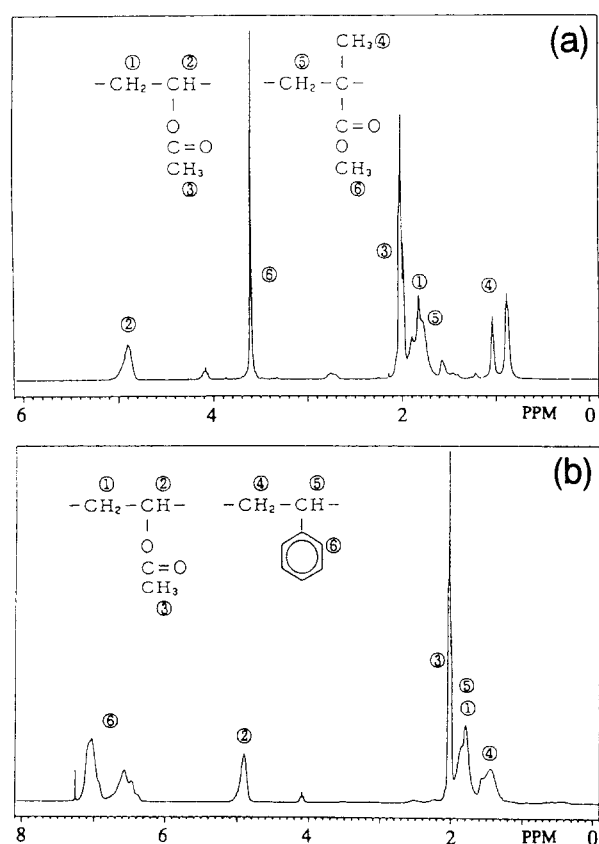 (a)
① ②
— CH₂ — CH —
O
C = O
CH₃
③
CH₃ ④
⑤
— CH₂ — C —
C = O
O
CH₃
⑥
②
⑥
③
①
⑤
④
6 4 2 PPM 0
(b)
① ②
— CH₂ — CH —
O
C = O
CH₃
③
④ ⑤
— CH₂ — CH —
⑥
⑥
②
③
⑤
①
④
8 6 4 2 PPM 0